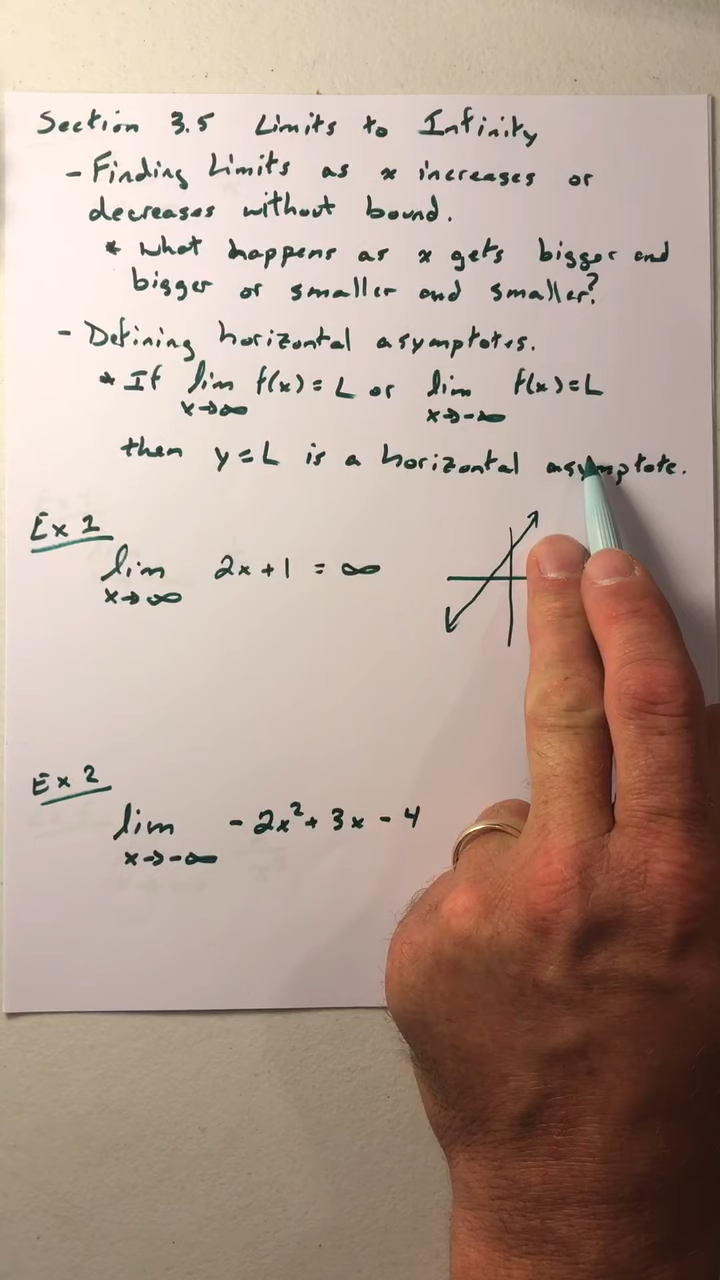 Section 3.5 Limits to Infinity
- Finding Limits as x increases or
decreases without bound.
* What happens as x gets bigger and
bigger or smaller and smaller?
- Defining horizontal asymptotes.
* If lim x→∞ f(x) = L or lim x→-∞ f(x) = L
then y = L is a horizontal asymptote.
Ex 2
lim x→∞ 2x + 1 = ∞
Ex 2
lim x→-∞ -2x² + 3x - 4